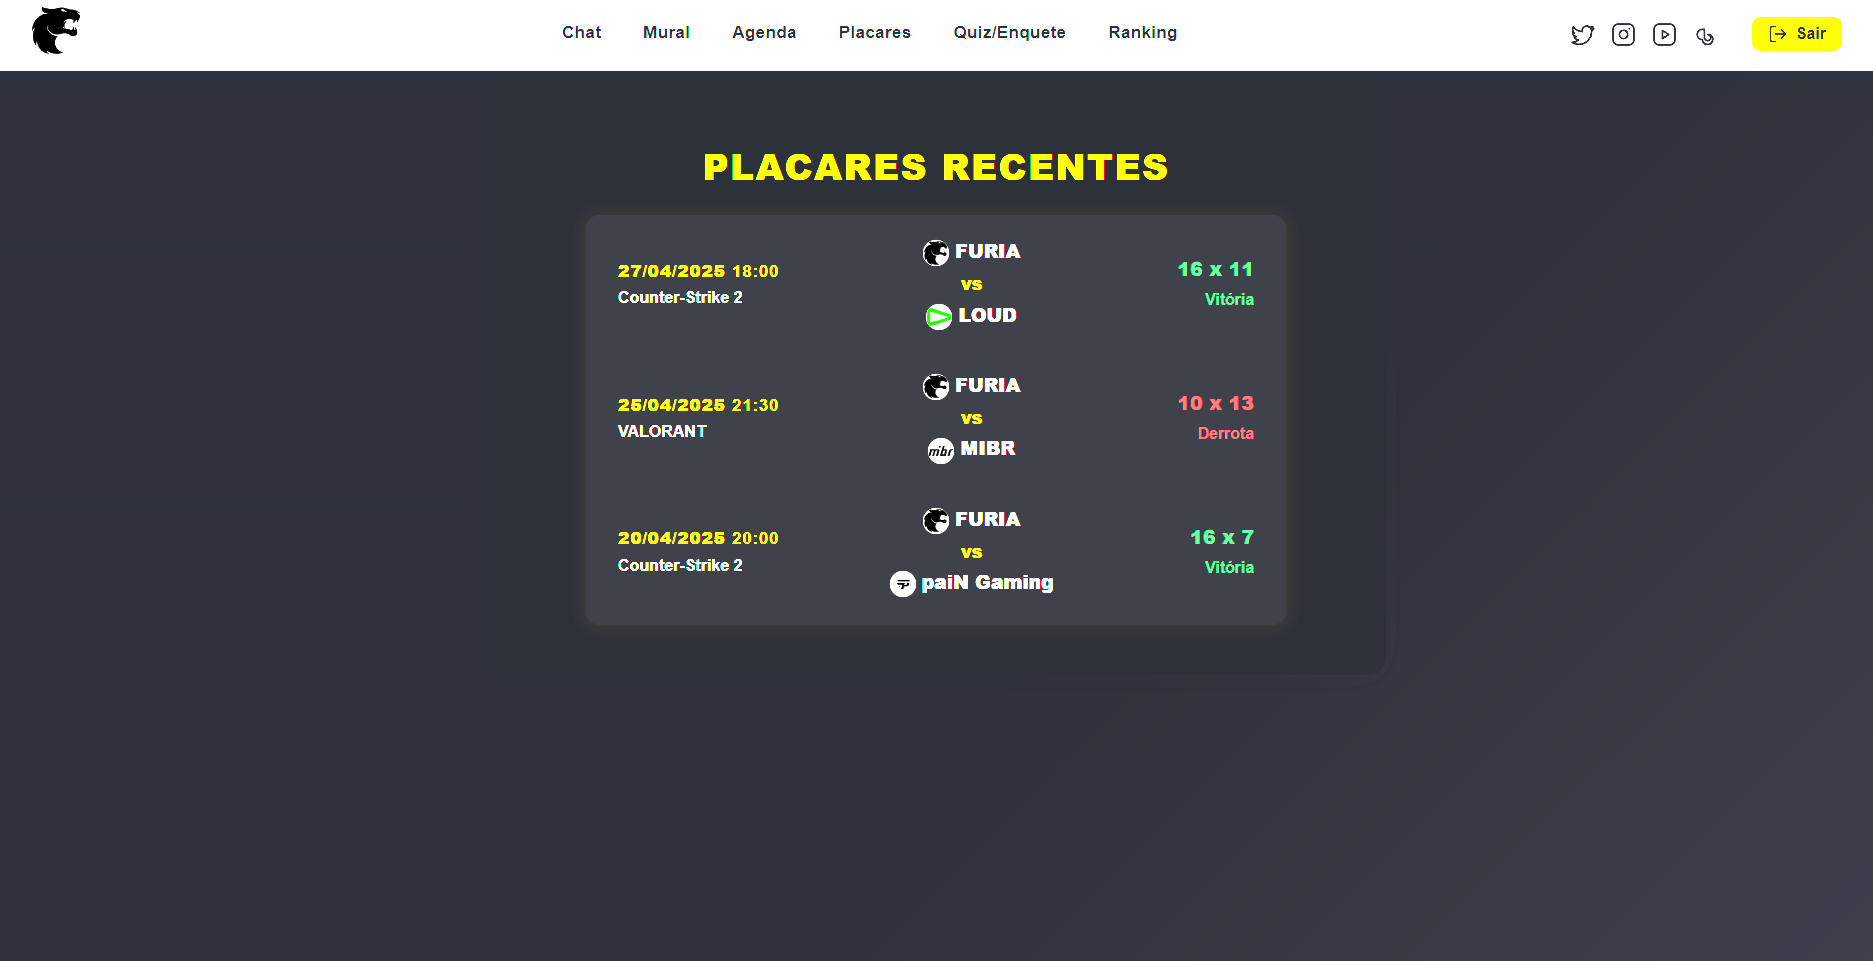 Chat Mural Agenda Placares Quiz/Enquete Ranking Sair
PLACARES RECENTES
27/04/2025 18:00
Counter-Strike 2
FURIA
vs
LOUD
16 x 11
Vitória
25/04/2025 21:30
VALORANT
FURIA
vs
mibr MIBR
10 x 13
Derrota
20/04/2025 20:00
Counter-Strike 2
FURIA
vs
paiN Gaming
16 x 7
Vitória